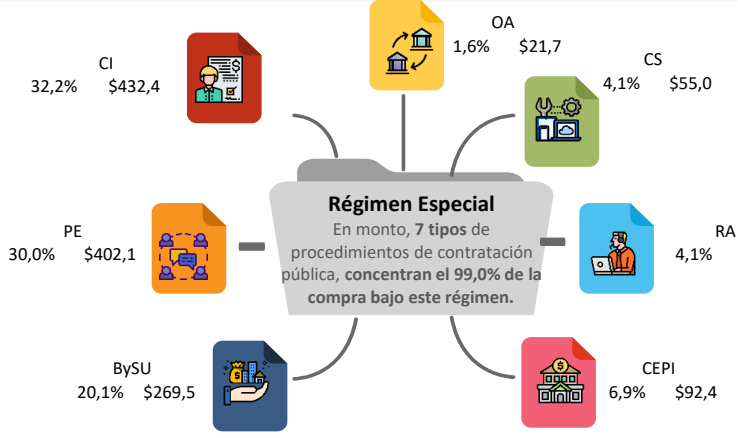 OA
1,6% $21,7
CI
32,2% $432,4
CS
4,1% $55,0
Régimen Especial
En monto, 7 tipos de
procedimientos de contratación
pública, concentran el 99,0% de la
compra bajo este régimen.
PE
30,0% $402,1
RA
4,1%
BySU
20,1% $269,5
CEPI
6,9% $92,4